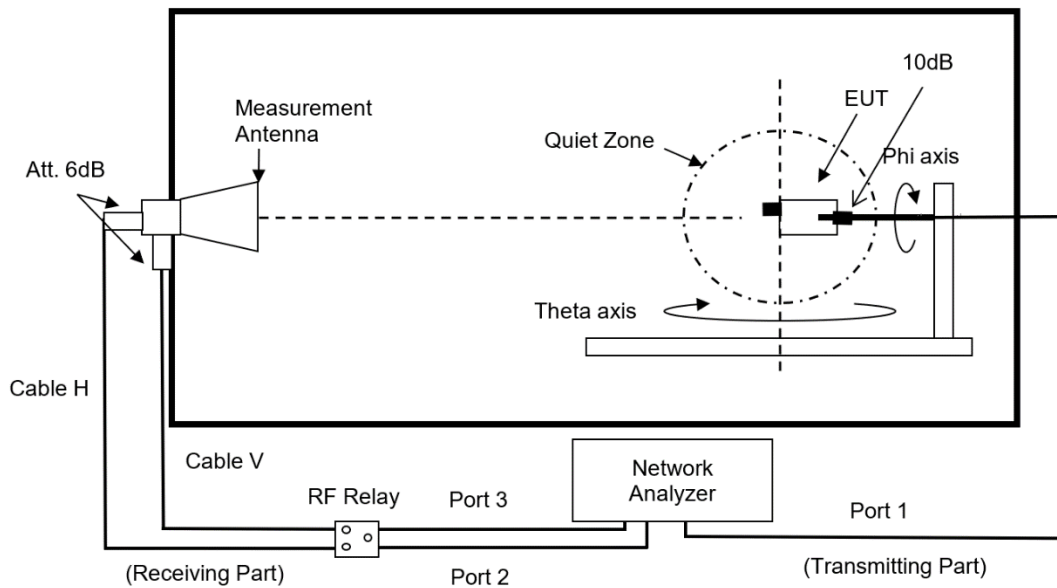 10dB
Measurement
Antenna
EUT
Quiet Zone
Phi axis
Att. 6dB
Theta axis
Cable H
Cable V
Network
Analyzer
RF Relay
Port 3
Port 1
(Receiving Part)
Port 2
(Transmitting Part)